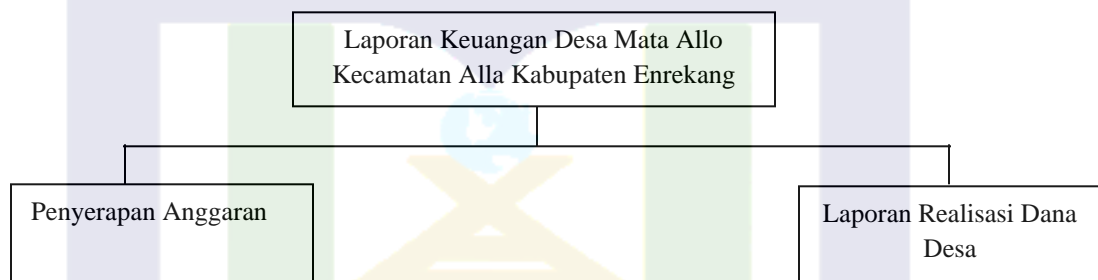 Laporan Keuangan Desa Mata Allo
Kecamatan Alla Kabupaten Enrekang
Penyerapan Anggaran
Laporan Realisasi Dana
Desa